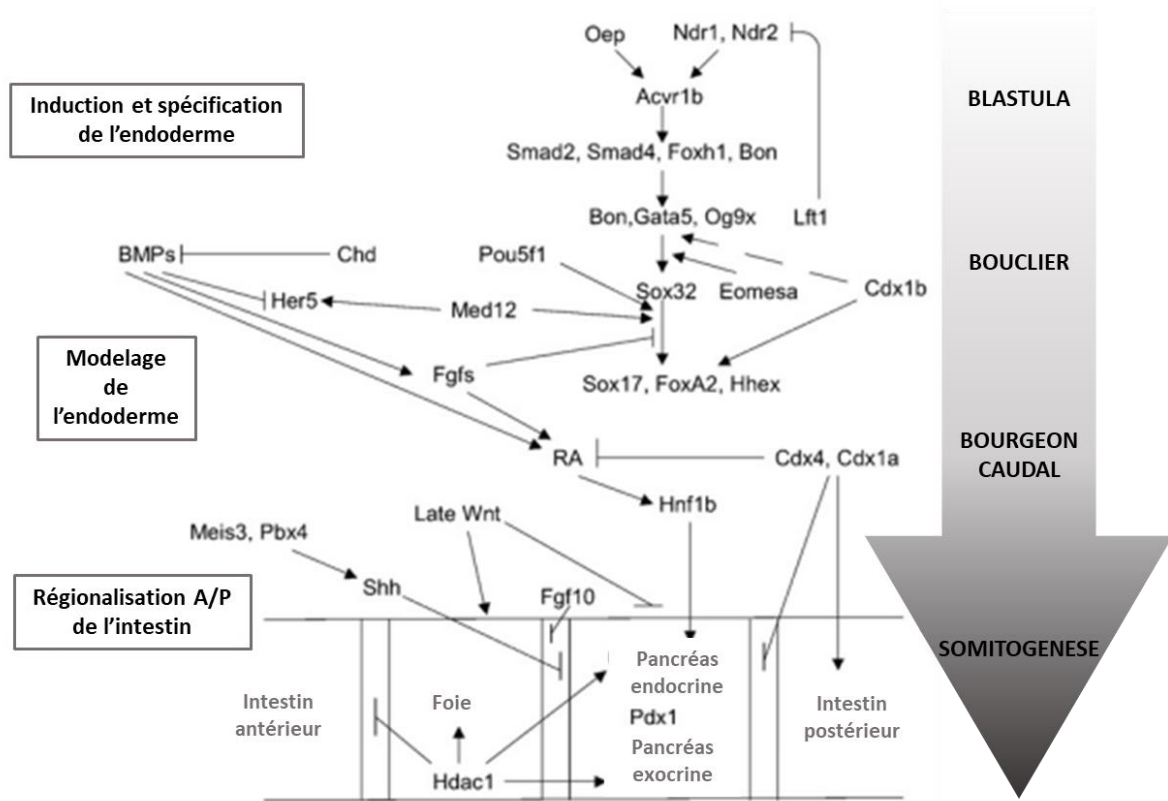 Oep
Ndr1, Ndr2
Acvr1b
Induction et spécification
de l'endoderme
BLASTULA
Smad2, Smad4, Foxh1, Bon
Bon,Gata5, Og9x
Lft1
BMPs
Chd
Pou5f1
BOUCLIER
Sox32
Eomesa
Cdx1b
Her5
Med12
Modelage
de
l'endoderme
Fgfs
Sox17, FoxA2, Hhex
RA
Cdx4, Cdx1a
BOURGEON
CAUDAL
Late Wnt
Hnf1b
Meis3, Pbx4
Shh
Fgf10
Régionalisation A/P
de l'intestin
SOMITOGENESE
Intestin
antérieur
Foie
Pancréas
endocrine
Pdx1
Pancréas
exocrine
Intestin
postérieur
Hdac1